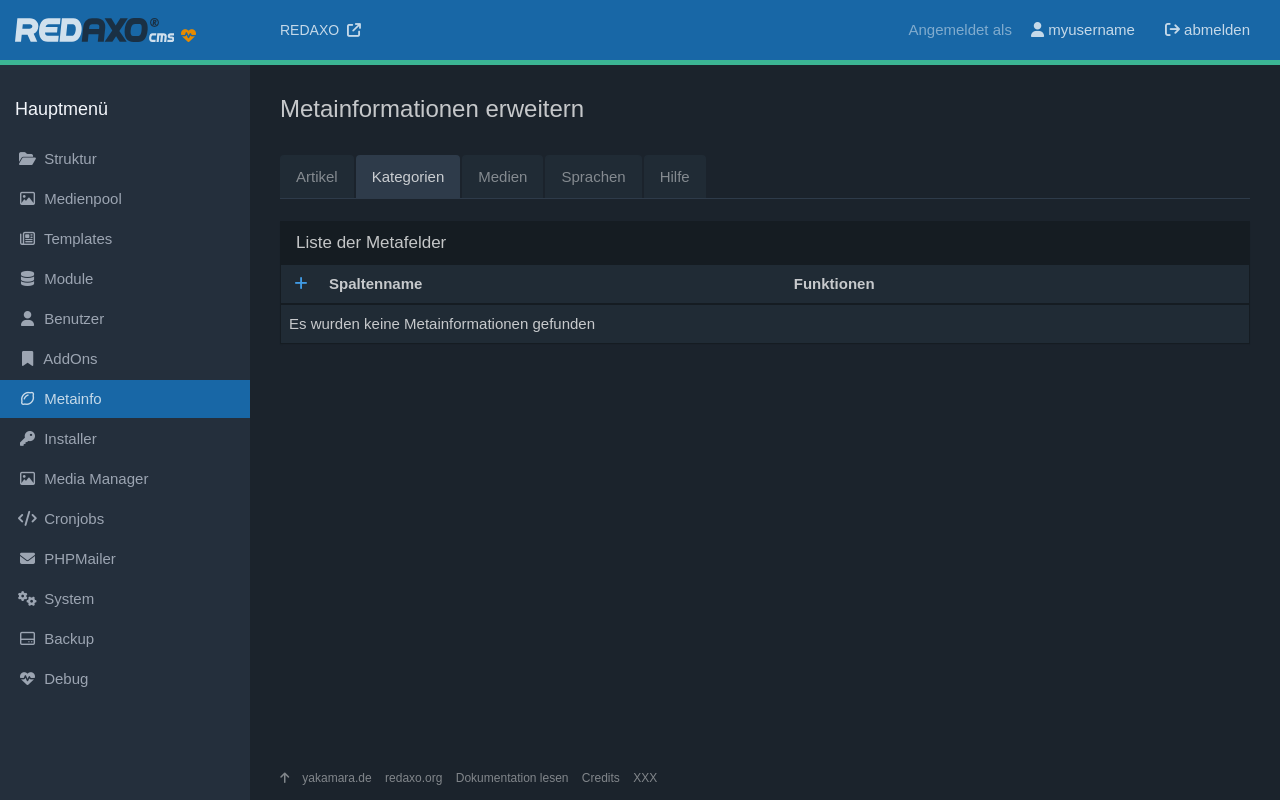 REDAXO® cms
REDAXO
Angemeldet als myusername abmelden
Hauptmenü
Struktur
Medienpool
Templates
Module
Benutzer
AddOns
Metainfo
Installer
Media Manager
Cronjobs
PHPMailer
System
Backup
Debug
Metainformationen erweitern
Artikel Kategorien Medien Sprachen Hilfe
Liste der Metafelder
Spaltenname Funktionen
Es wurden keine Metainformationen gefunden
yakamara.de redaxo.org Dokumentation lesen Credits XXX